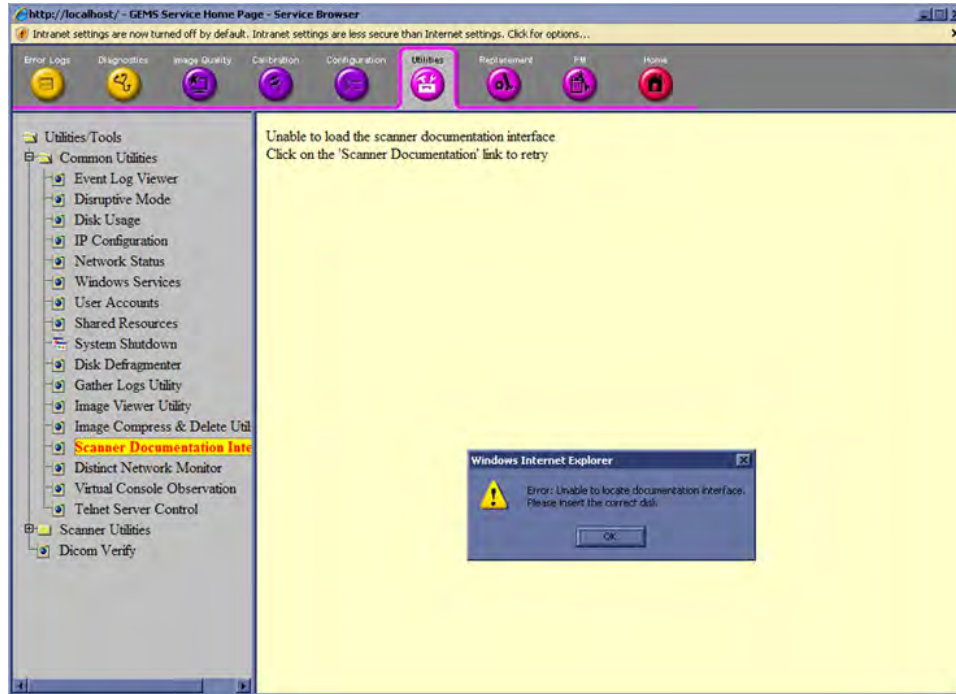 http://localhost/ - GEMS Service Home Page - Service Browser
Intranet settings are now turned off by default. Intranet settings are less secure than Internet settings. Click for options...
Error Logs Diagnostics Image Quality Calibration Configuration Utilities Replacement PM Home
Utilities/Tools
Common Utilities
Event Log Viewer
Disruptive Mode
Disk Usage
IP Configuration
Network Status
Windows Services
User Accounts
Shared Resources
System Shutdown
Disk Defragmenter
Gather Logs Utility
Image Viewer Utility
Image Compress & Delete Util
Scanner Documentation Inte
Distinct Network Monitor
Virtual Console Observation
Telnet Server Control
Scanner Utilities
Dicom Verify
Unable to load the scanner documentation interface
Click on the 'Scanner Documentation' link to retry
Windows Internet Explorer
Error: Unable to locate documentation interface.
Please insert the correct disk.
OK